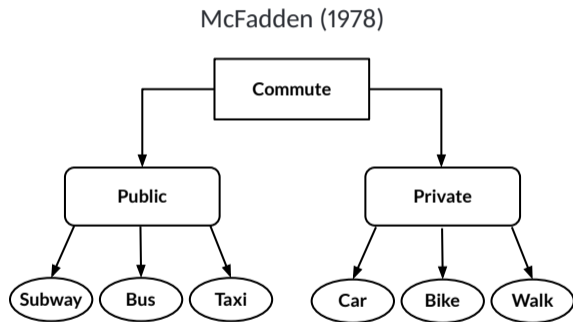 McFadden (1978)
Commute
Public
Private
Subway
Bus
Taxi
Car
Bike
Walk